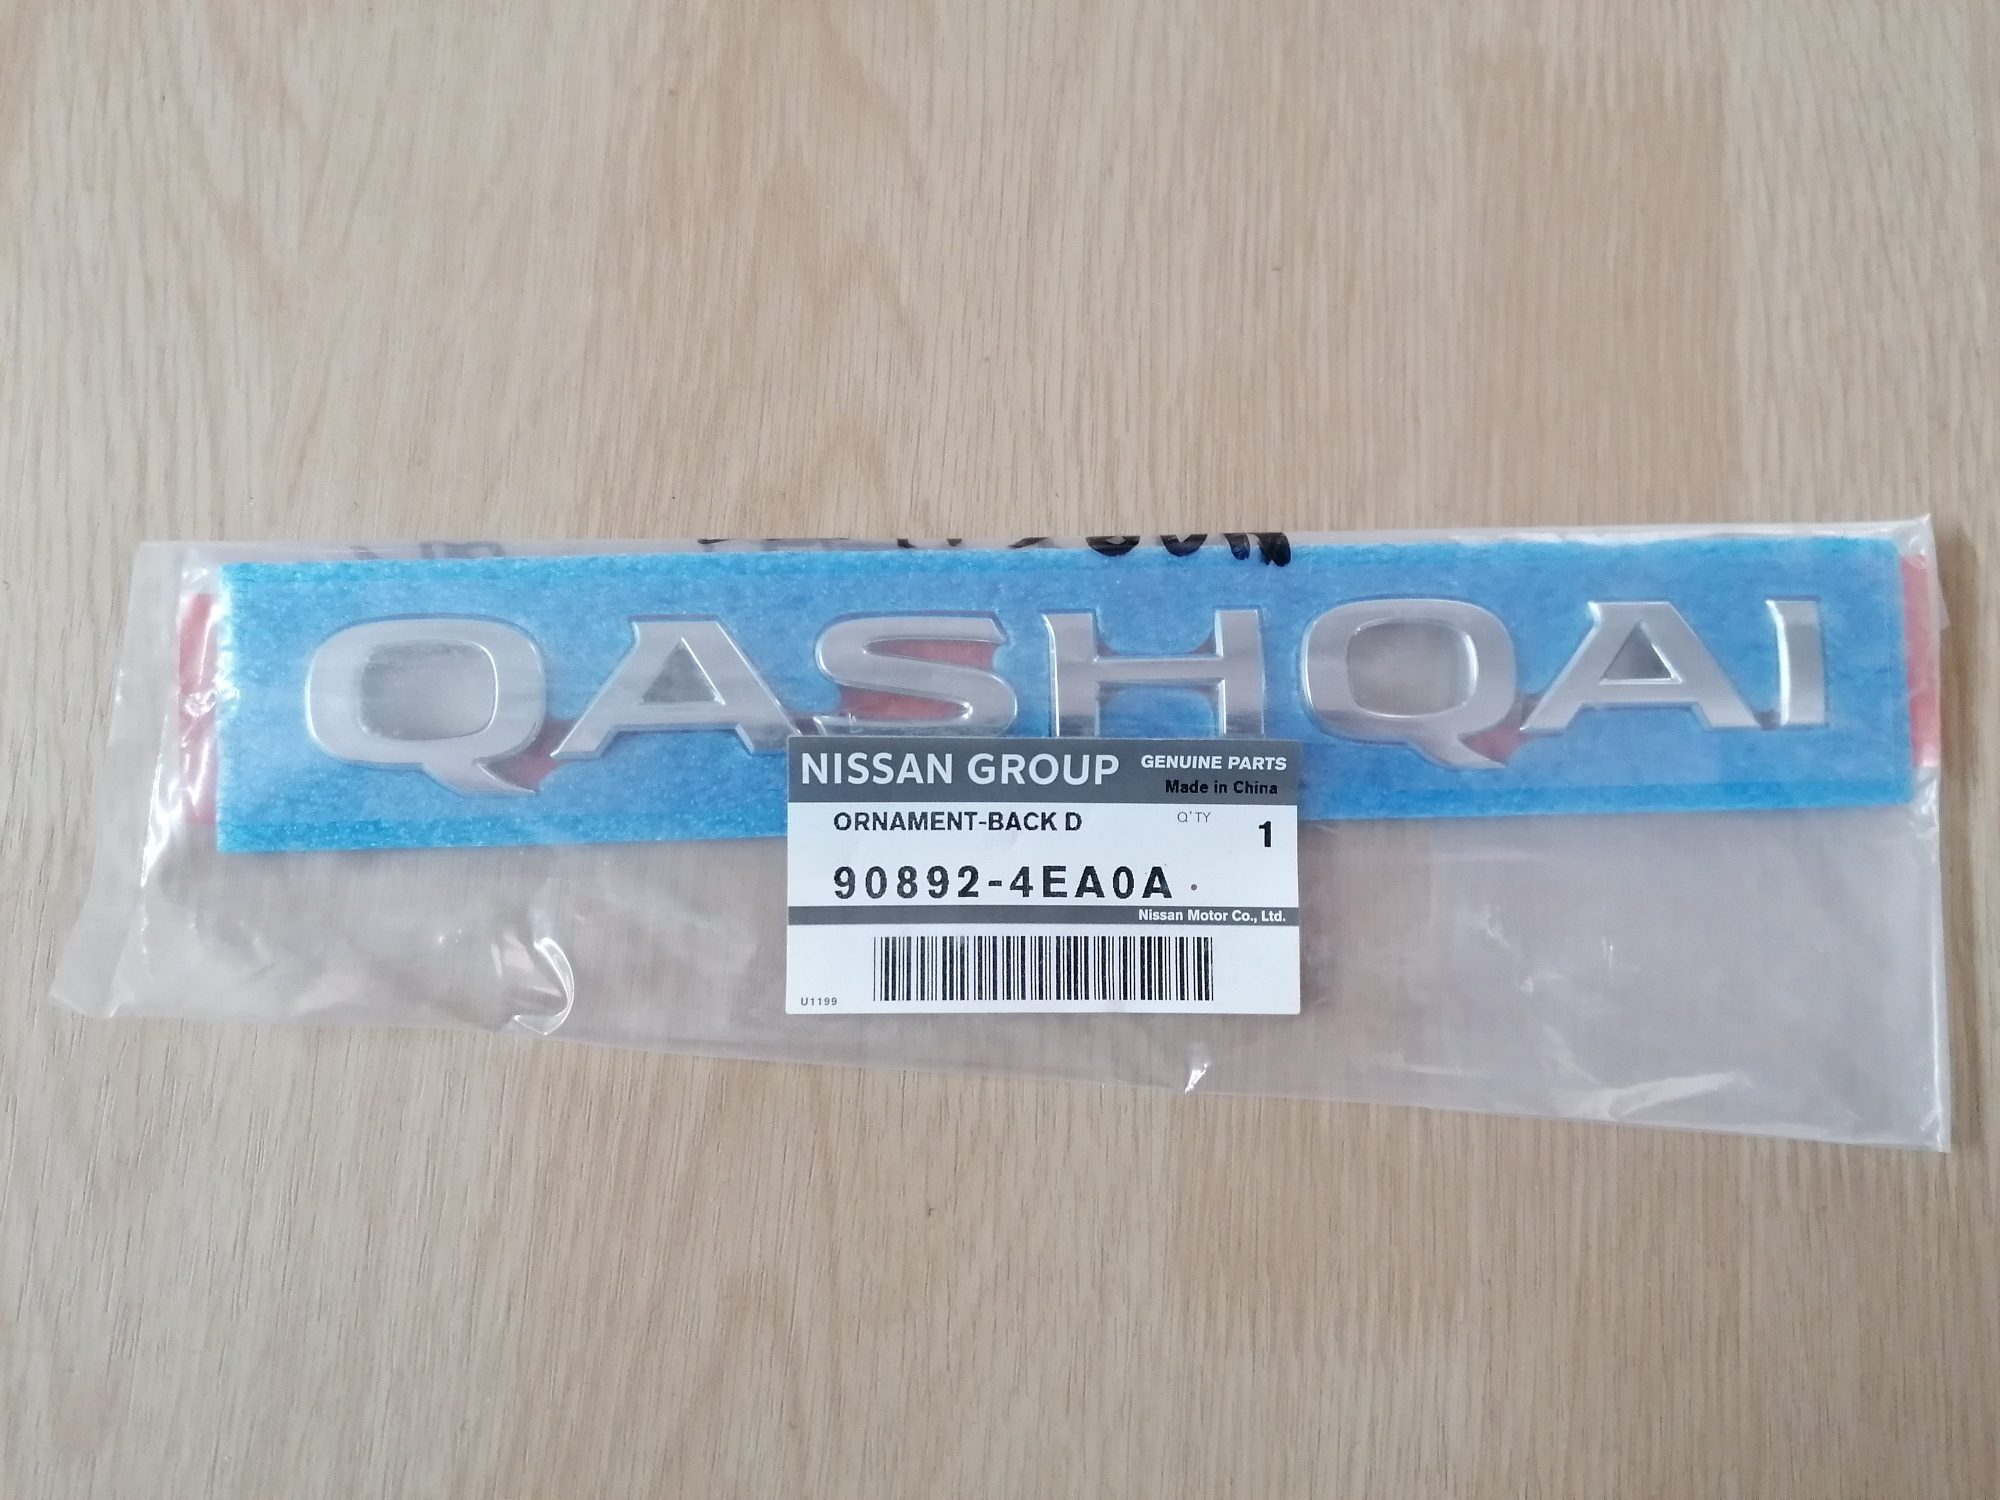 QASHQAI
NISSAN GROUP GENUINE PARTS
Made in China
ORNAMENT-BACK D Q'TY 1
90892-4EA0A
Nissan Motor Co., Ltd.
U1199